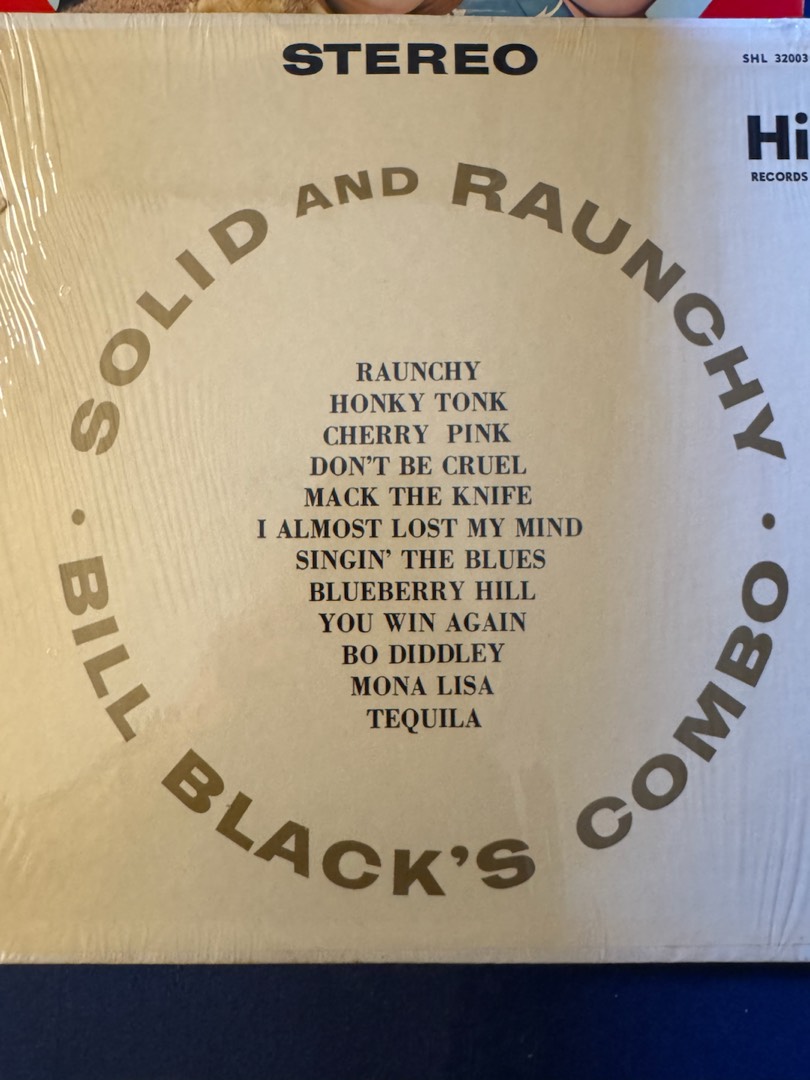 STEREO
SHL 32003
Hi
RECORDS
SOLID AND RAUNCHY
RAUNCHY
HONKY TONK
CHERRY PINK
DON'T BE CRUEL
MACK THE KNIFE
I ALMOST LOST MY MIND
SINGIN' THE BLUES
BLUEBERRY HILL
YOU WIN AGAIN
BO DIDDLEY
MONA LISA
TEQUILA
· BILL BLACK'S COMBO ·